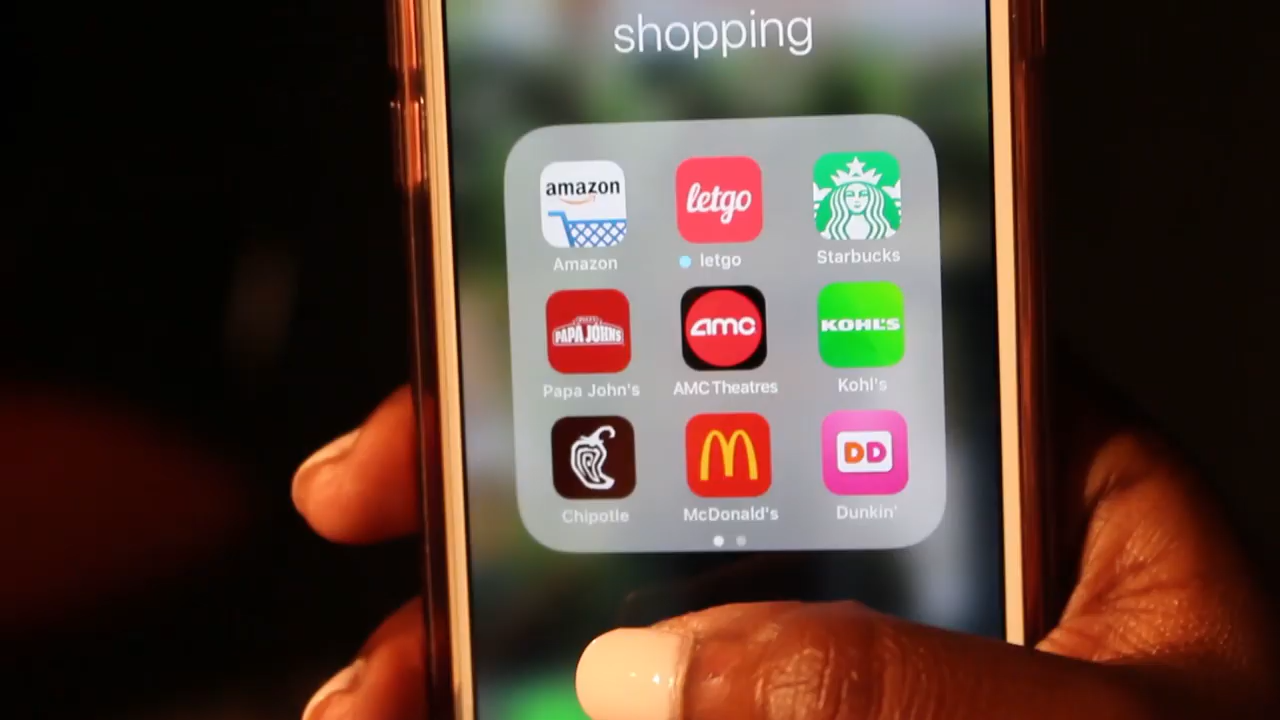 shopping
amazon
letgo
Amazon
letgo
Starbucks
PAPA JOHNS
amc
KOHL'S
Papa John's
AMC Theatres
Kohl's
DD
Chipotle
McDonald's
Dunkin'